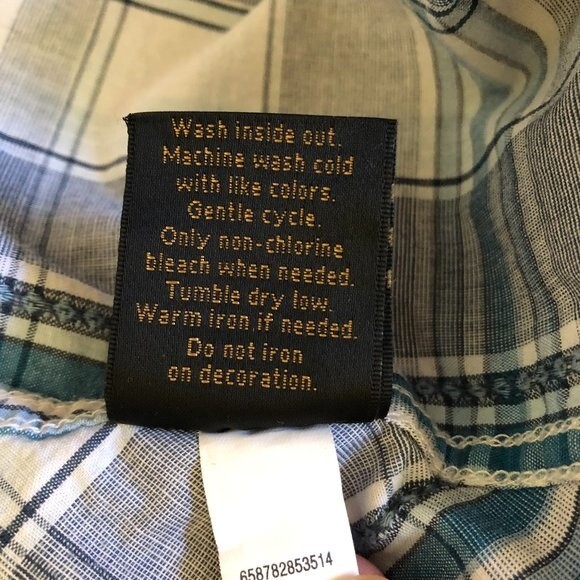 Wash inside out.
Machine wash cold
with like colors.
Gentle cycle.
Only non-chlorine
bleach when needed.
Tumble dry low.
Warm iron if needed.
Do not iron
on decoration.
658782853514